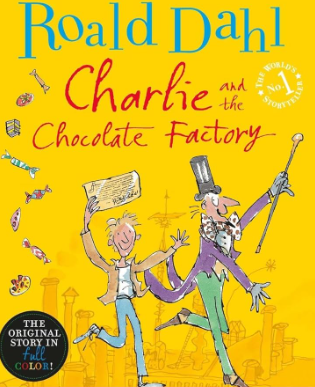 Roald Dahl
Charlie
and
the
Chocolate Factory
THE WORLD'S
No. 1
STORYTELLER
THE
ORIGINAL
STORY IN
full
COLOR!